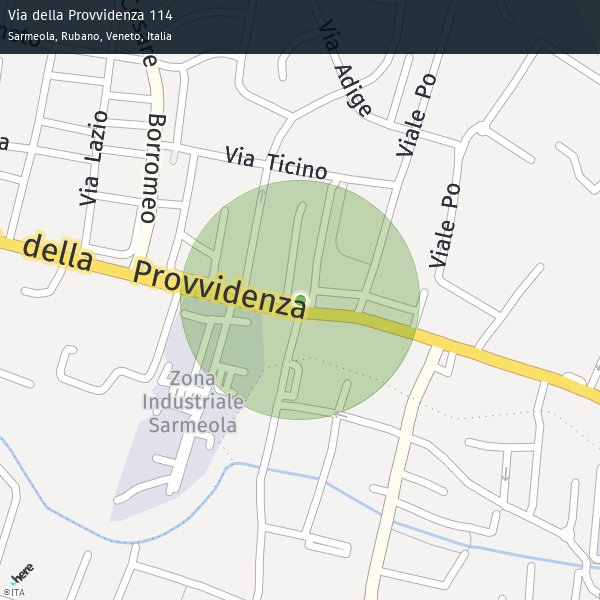 Via della Provvidenza 114
Sarmeola, Rubano, Veneto, Italia
Via Adige
Viale Po
Via Lazio
Borromeo
Via Ticino
Viale Po
della Provvidenza
Zona
Industriale
Sarmeola
here
©ITA